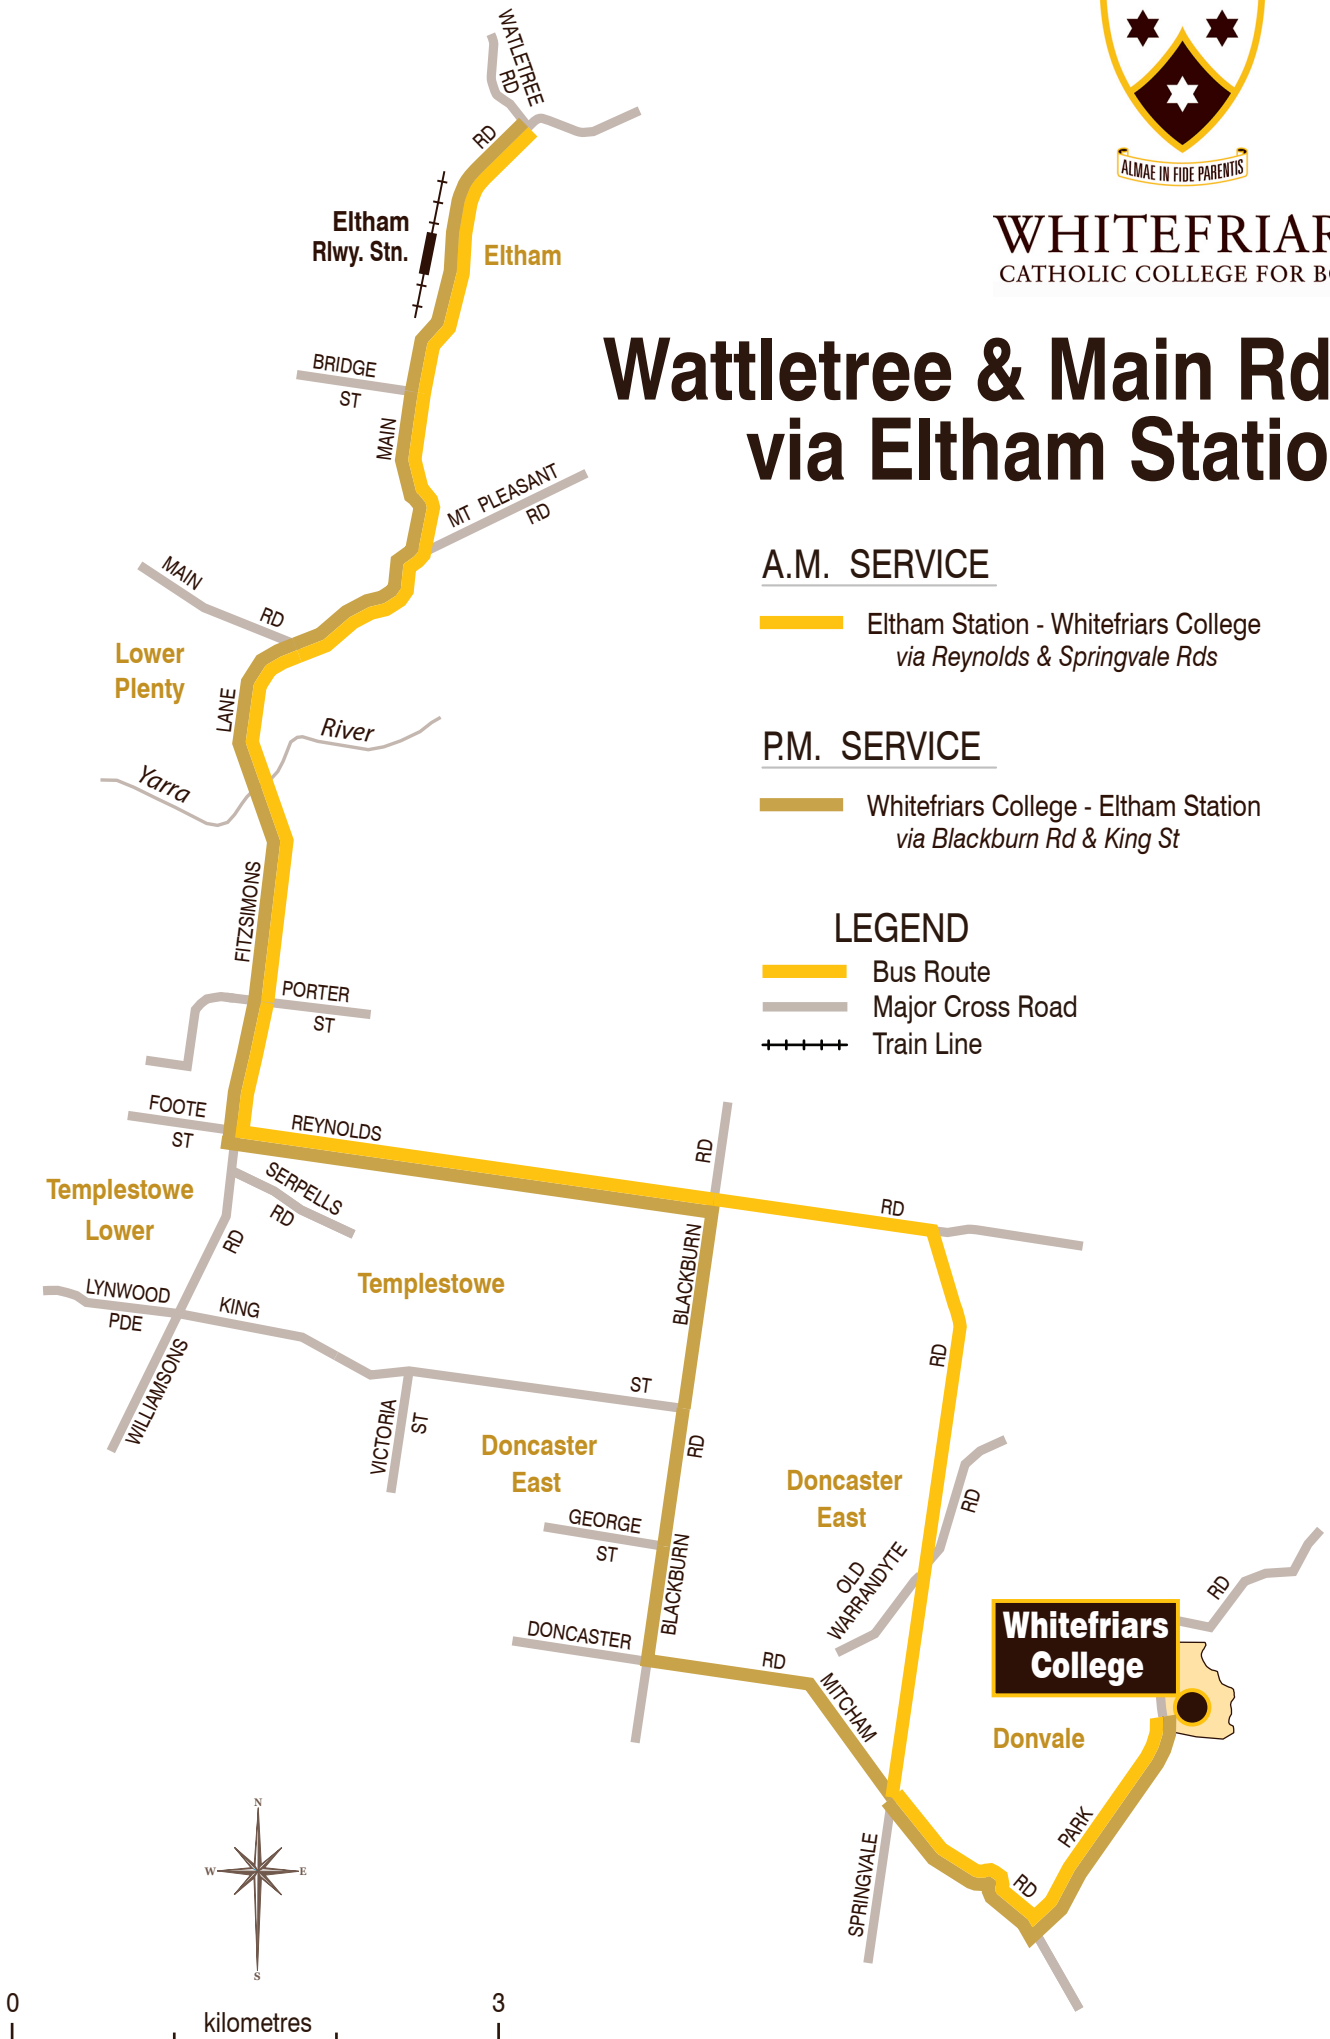 WATLETREE
RD
RD
ALMAE IN FIDE PARENTIS
WHITEFRIAR
CATHOLIC COLLEGE FOR BO
Eltham
Rlwy. Stn.
Eltham
Wattletree & Main Rd
via Eltham Statio
BRIDGE
ST
MAIN
MT PLEASANT
RD
A.M. SERVICE
Eltham Station - Whitefriars College
via Reynolds & Springvale Rds
MAIN
RD
Lower
Plenty
LANE
River
Yarra
P.M. SERVICE
Whitefriars College - Eltham Station
via Blackburn Rd & King St
FITZSIMONS
LEGEND
Bus Route
Major Cross Road
Train Line
PORTER
ST
FOOTE
ST
REYNOLDS
RD
RD
Templestowe
Lower
SERPELLS
RD
RD
BLACKBURN
Templestowe
LYNWOOD
PDE
KING
ST
RD
WILLIAMSONS
VICTORIA
ST
RD
Doncaster
East
Doncaster
East
RD
GEORGE
ST
BLACKBURN
OLD
WARRANDYTE
RD
DONCASTER
RD
MITCHAM
Whitefriars
College
Donvale
PARK
RD
SPRINGVALE
N
W
E
S
0
3
kilometres